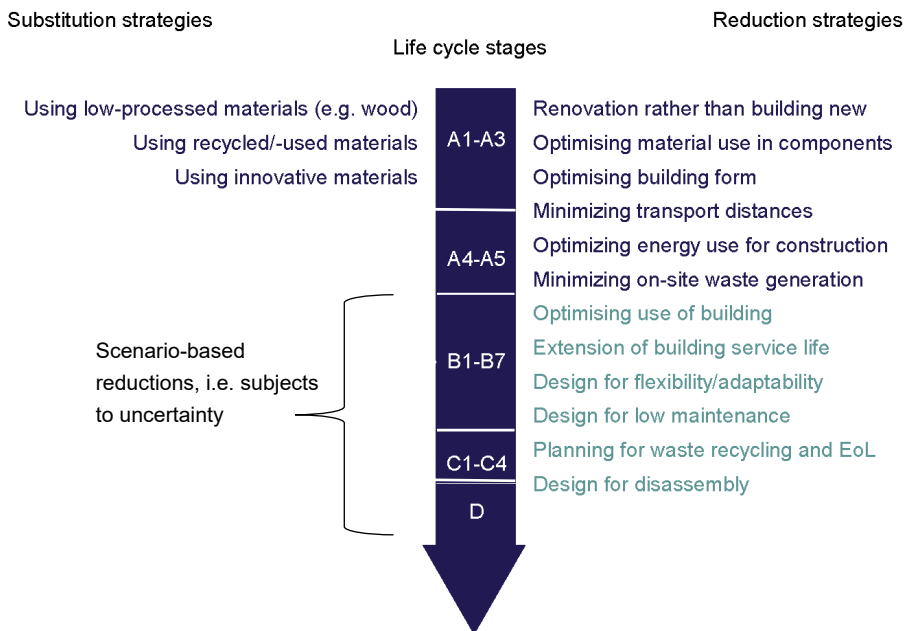 Substitution strategies
Reduction strategies
Life cycle stages
Using low-processed materials (e.g. wood)
Using recycled/-used materials
Using innovative materials
A1-A3
Renovation rather than building new
Optimising material use in components
Optimising building form
Minimizing transport distances
A4-A5
Optimizing energy use for construction
Minimizing on-site waste generation
Scenario-based
reductions, i.e. subjects
to uncertainty
B1-B7
Optimising use of building
Extension of building service life
Design for flexibility/adaptability
Design for low maintenance
C1-C4
Planning for waste recycling and EoL
Design for disassembly
D